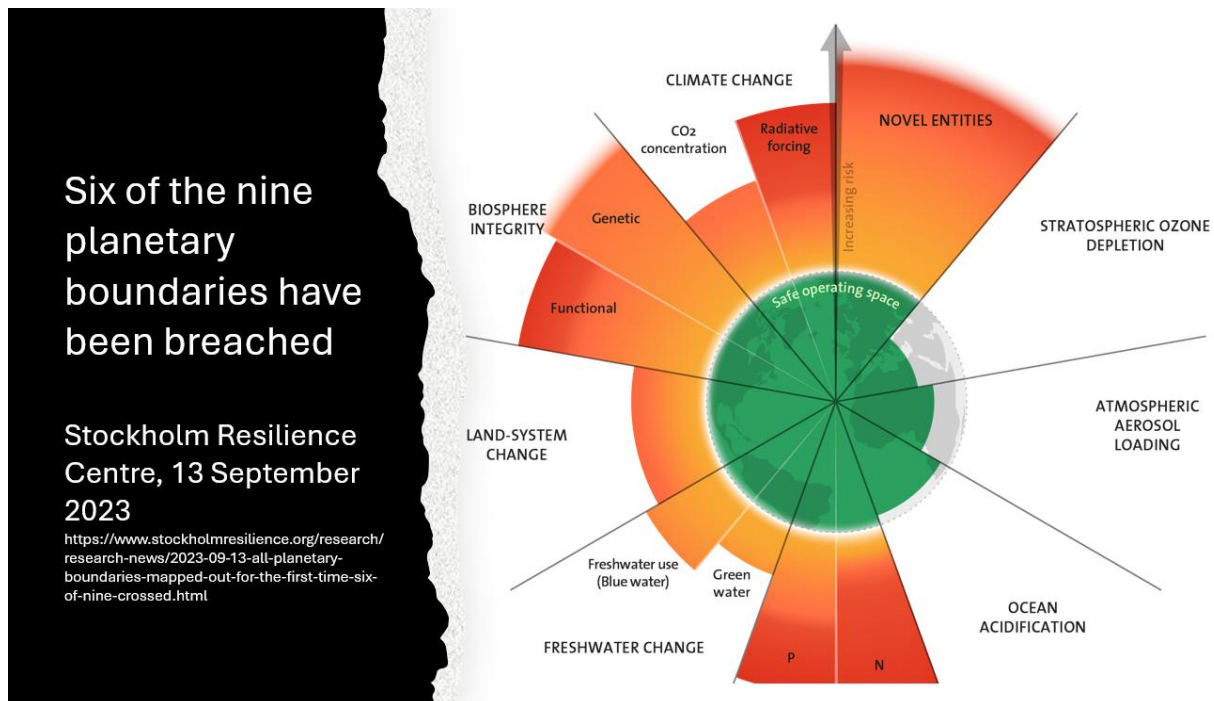 Six of the nine
planetary
boundaries have
been breached
Stockholm Resilience
Centre, 13 September
2023
https://www.stockholmresilience.org/research/
research-news/2023-09-13-all-planetary-
boundaries-mapped-out-for-the-first-time-six-
of-nine-crossed.html
CLIMATE CHANGE
CO2
concentration
Radiative
forcing
Increasing risk
NOVEL ENTITIES
STRATOSPHERIC OZONE
DEPLETION
ATMOSPHERIC
AEROSOL
LOADING
OCEAN
ACIDIFICATION
N
P
FRESHWATER CHANGE
Green
water
Freshwater use
(Blue water)
LAND-SYSTEM
CHANGE
BIOSPHERE
INTEGRITY
Functional
Genetic
Safe operating space